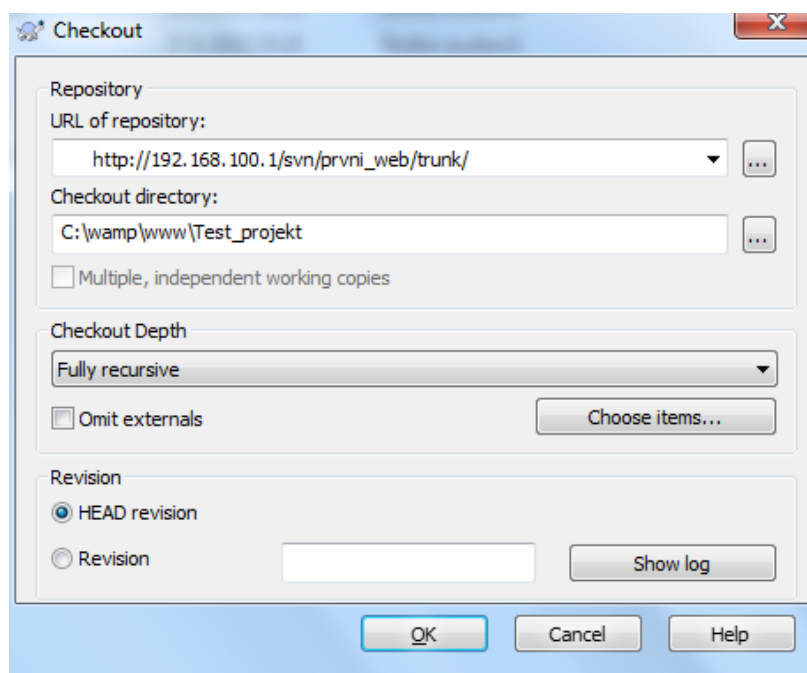 Checkout
Repository
URL of repository:
http://192.168.100.1/svn/prvni_web/trunk/
...
Checkout directory:
C:\wamp\www\Test_projekt
...
Multiple, independent working copies
Checkout Depth
Fully recursive
Omit externals
Choose items...
Revision
HEAD revision
Revision
Show log
OK
Cancel
Help